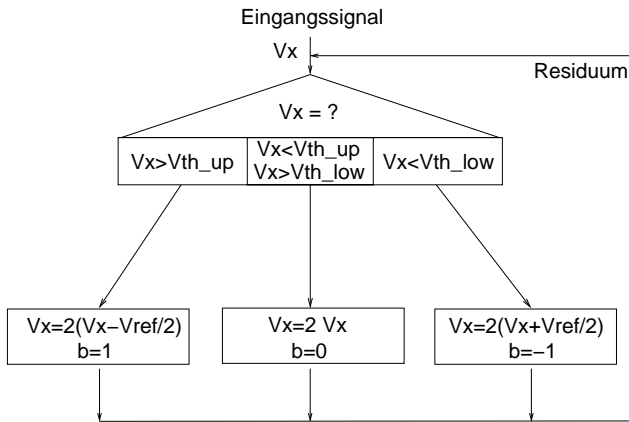 Eingangssignal
Vx
Residuum
Vx = ?
Vx>Vth_up
Vx<Vth_up
Vx>Vth_low
Vx<Vth_low
Vx=2(Vx−Vref/2)
b=1
Vx=2 Vx
b=0
Vx=2(Vx+Vref/2)
b=−1